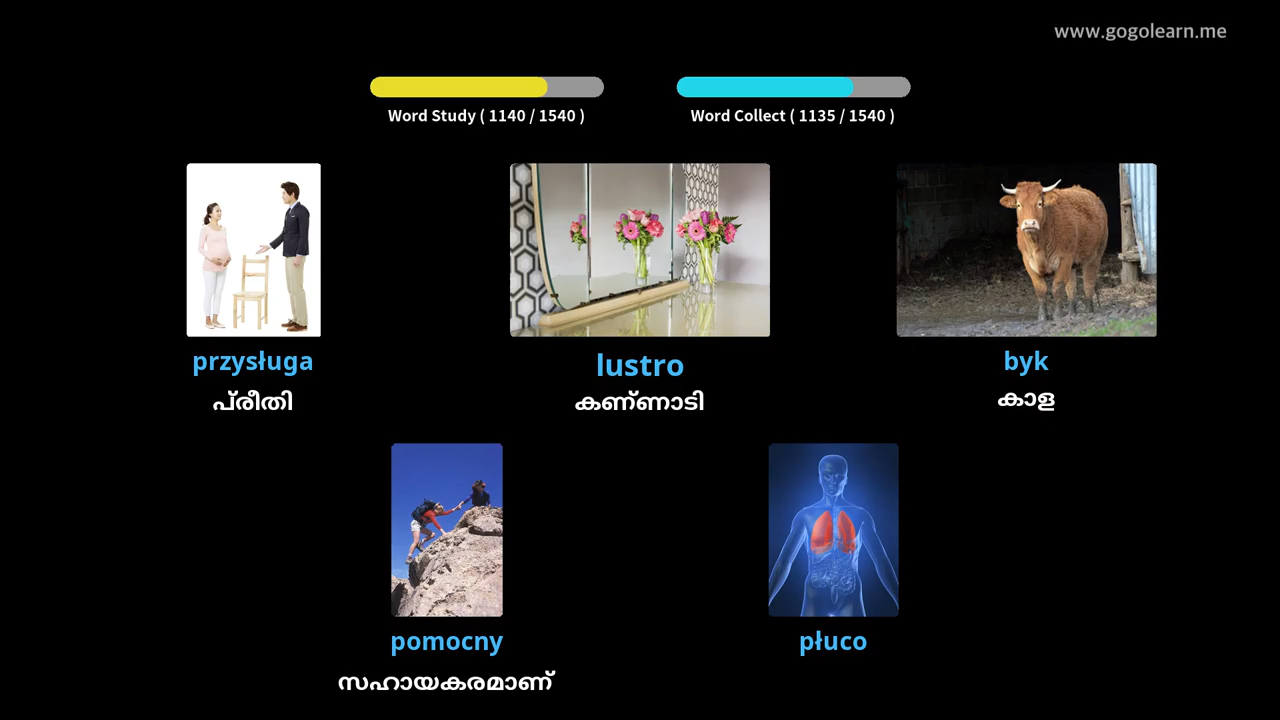 www.gogolearn.me
Word Study ( 1140 / 1540 )
Word Collect ( 1135 / 1540 )
przysługa
lustro
byk
പ്രീതി
കണ്ണാടി
കാള
pomocny
płuco
സഹായകരമാണ്